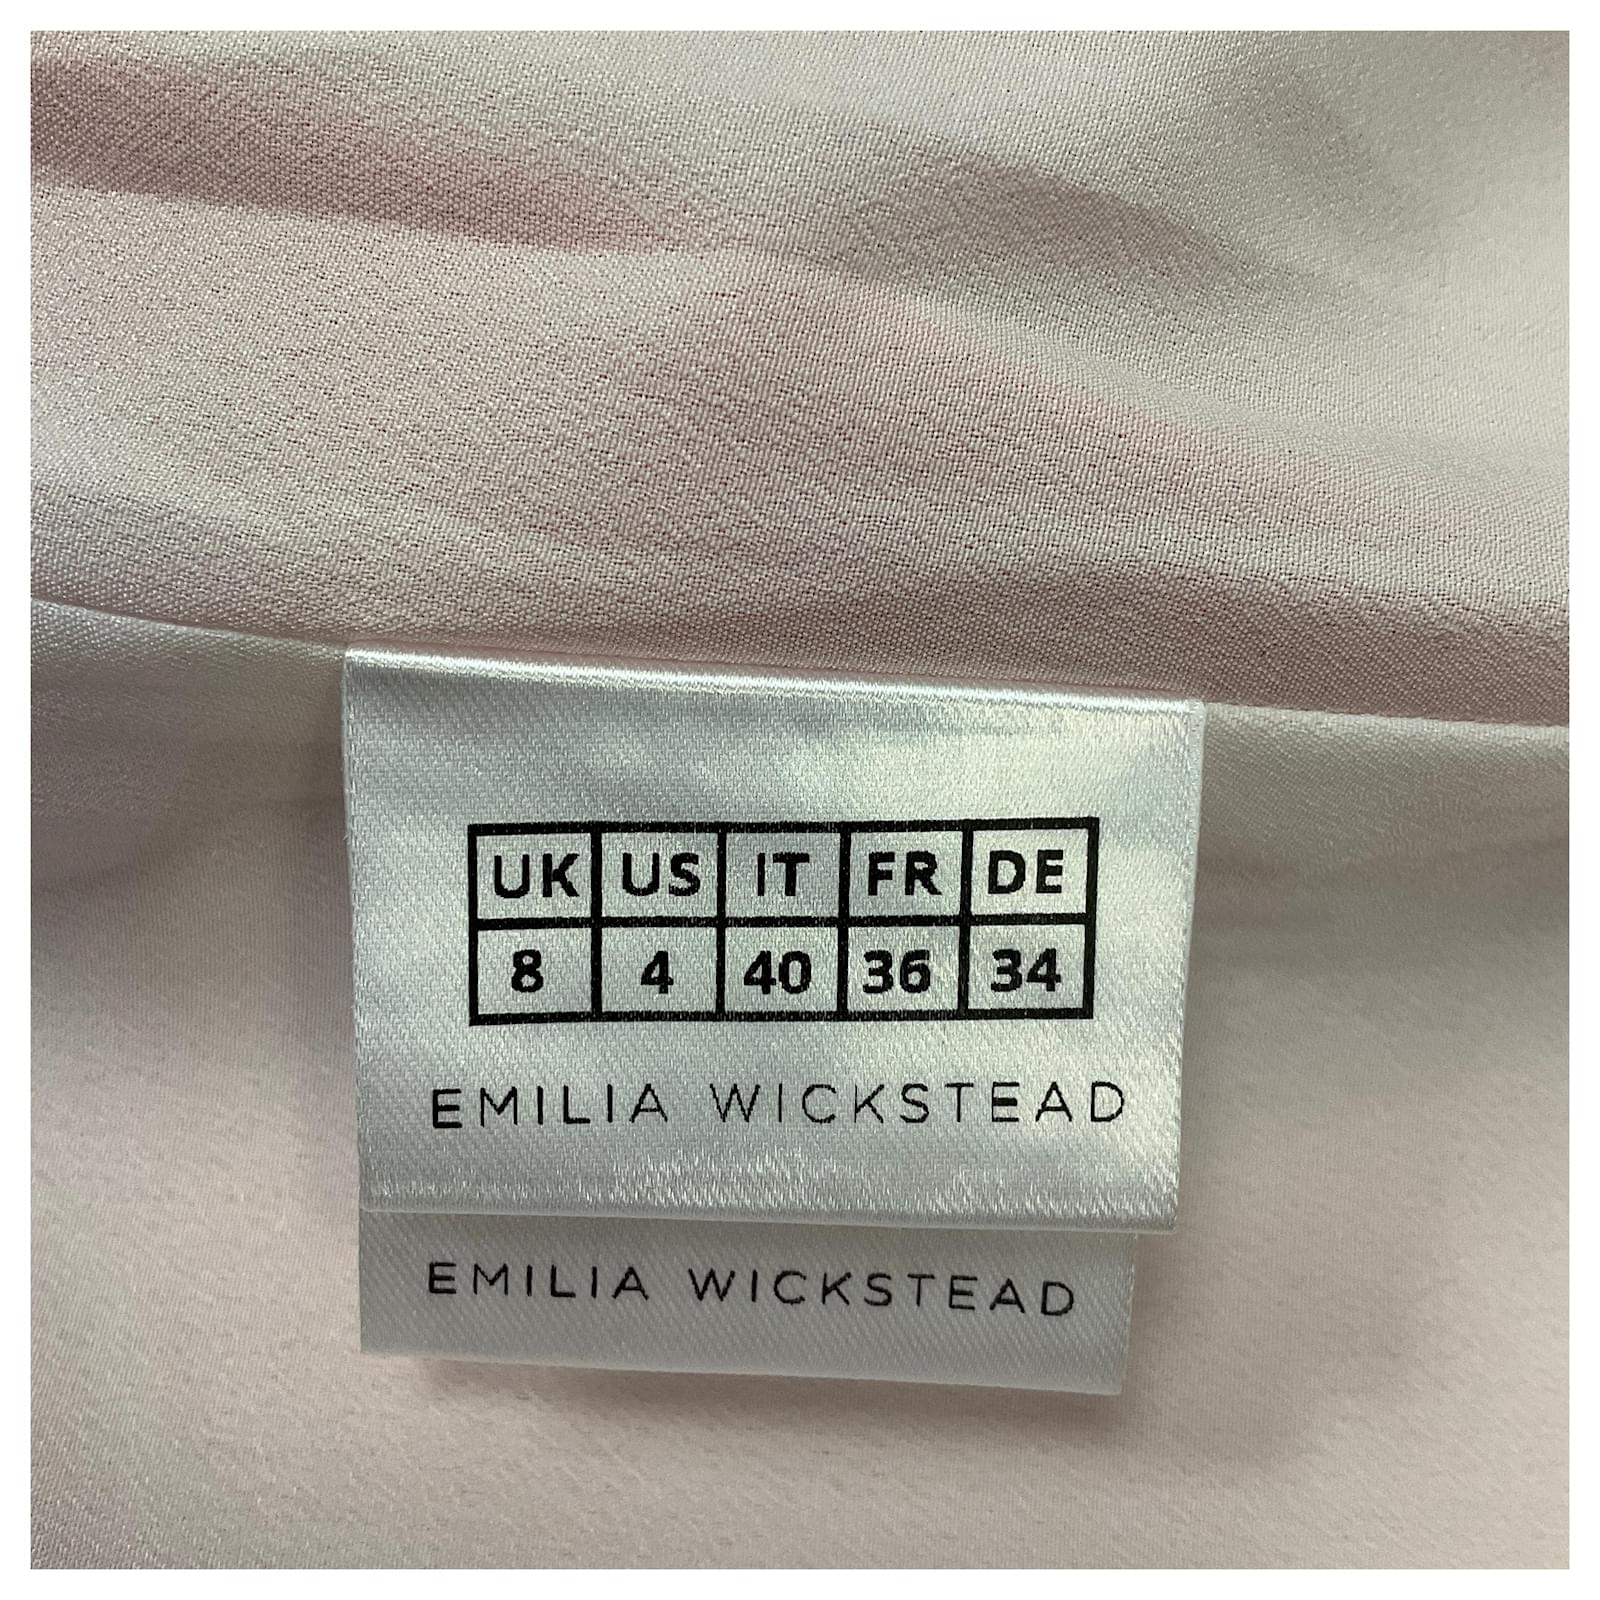 UK US IT FR DE
8 4 40 36 34
EMILIA WICKSTEAD
EMILIA WICKSTEAD